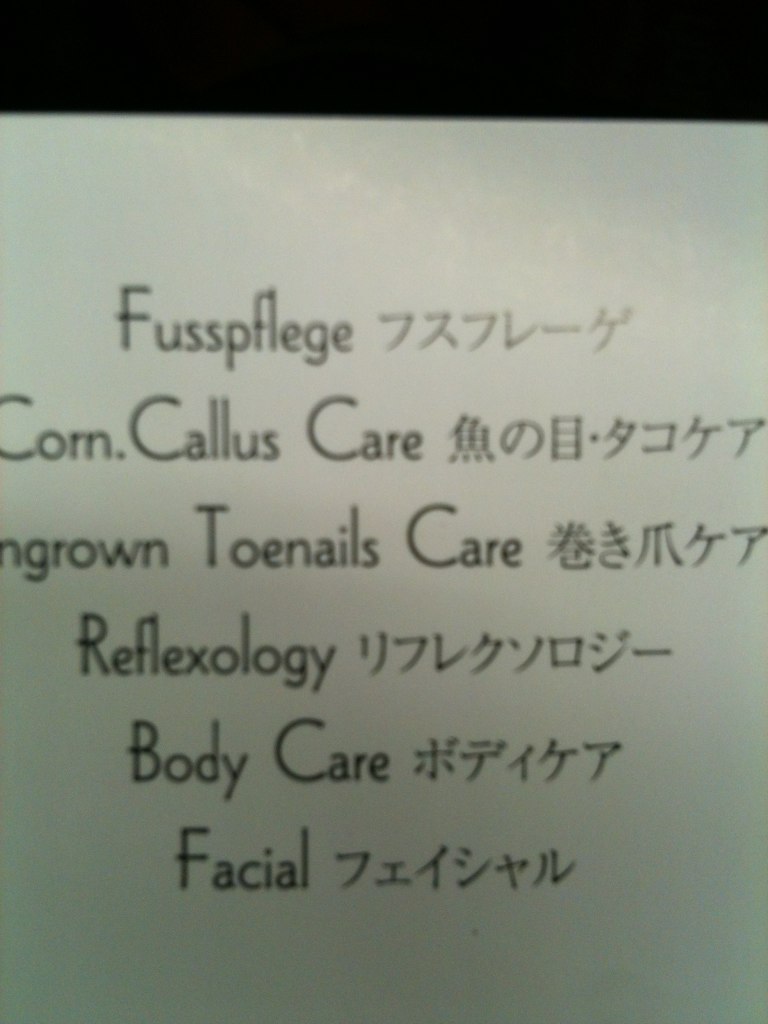 Fusspflege フスフレーゲ
Corn.Callus Care 魚の目・タコケア
ngrown Toenails Care 巻き爪ケア
Reflexology リフレクソロジー
Body Care ボディケア
Facial フェイシャル